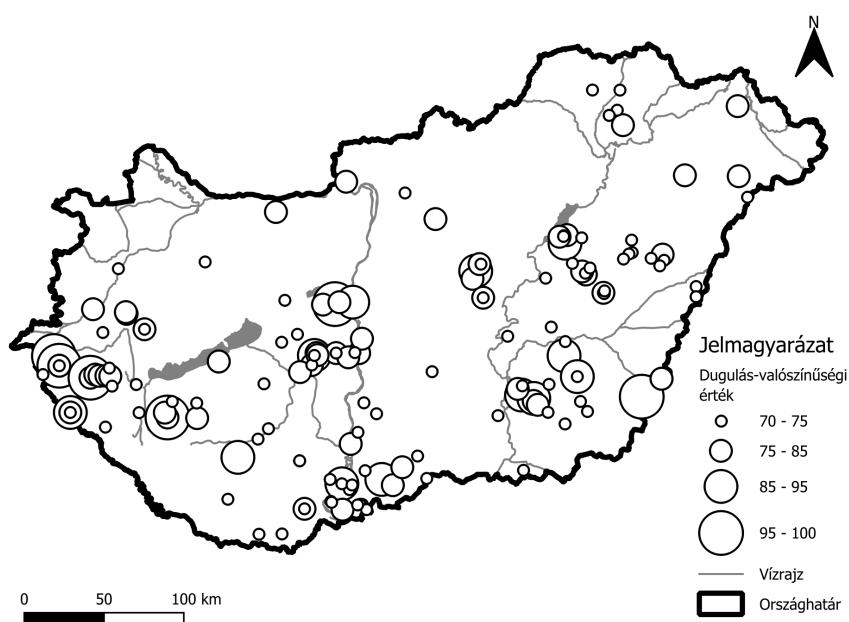 N
Jelmagyarázat
Dugulás-valószínűségi
érték
70 - 75
75 - 85
85 - 95
95 - 100
Vízrajz
Országhatár
0 50 100 km